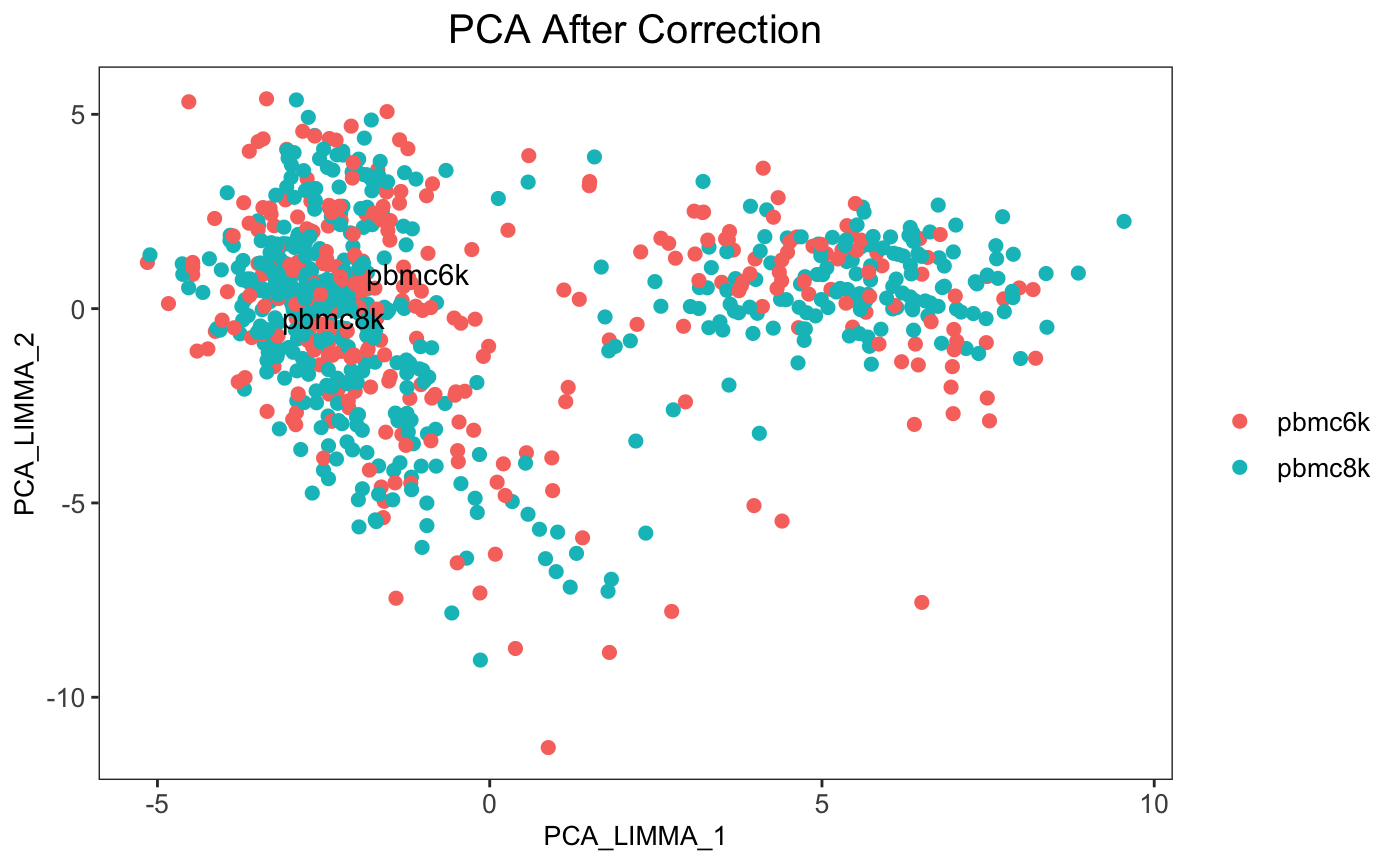 PCA After Correction
5
0
-5
-10
PCA_LIMMA_2
pbmc6k
pbmc8k
-5
0
5
10
PCA_LIMMA_1
pbmc6k
pbmc8k